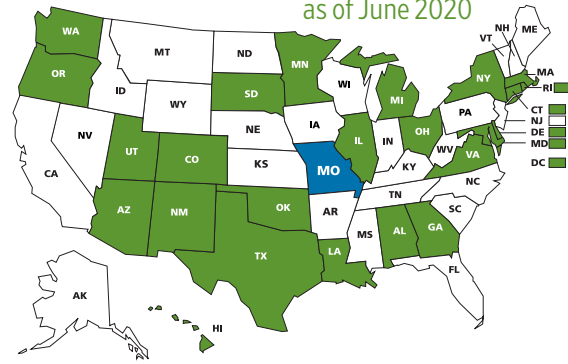 as of June 2020
WA
OR
CA
NV
ID
MT
WY
UT
AZ
CO
NM
ND
SD
NE
KS
OK
TX
MN
IA
MO
AR
LA
WI
IL
MS
MI
IN
KY
TN
AL
OH
WV
GA
FL
SC
NC
VA
PA
NY
VT
NH
ME
MA
RI
CT
NJ
DE
MD
DC
AK
HI